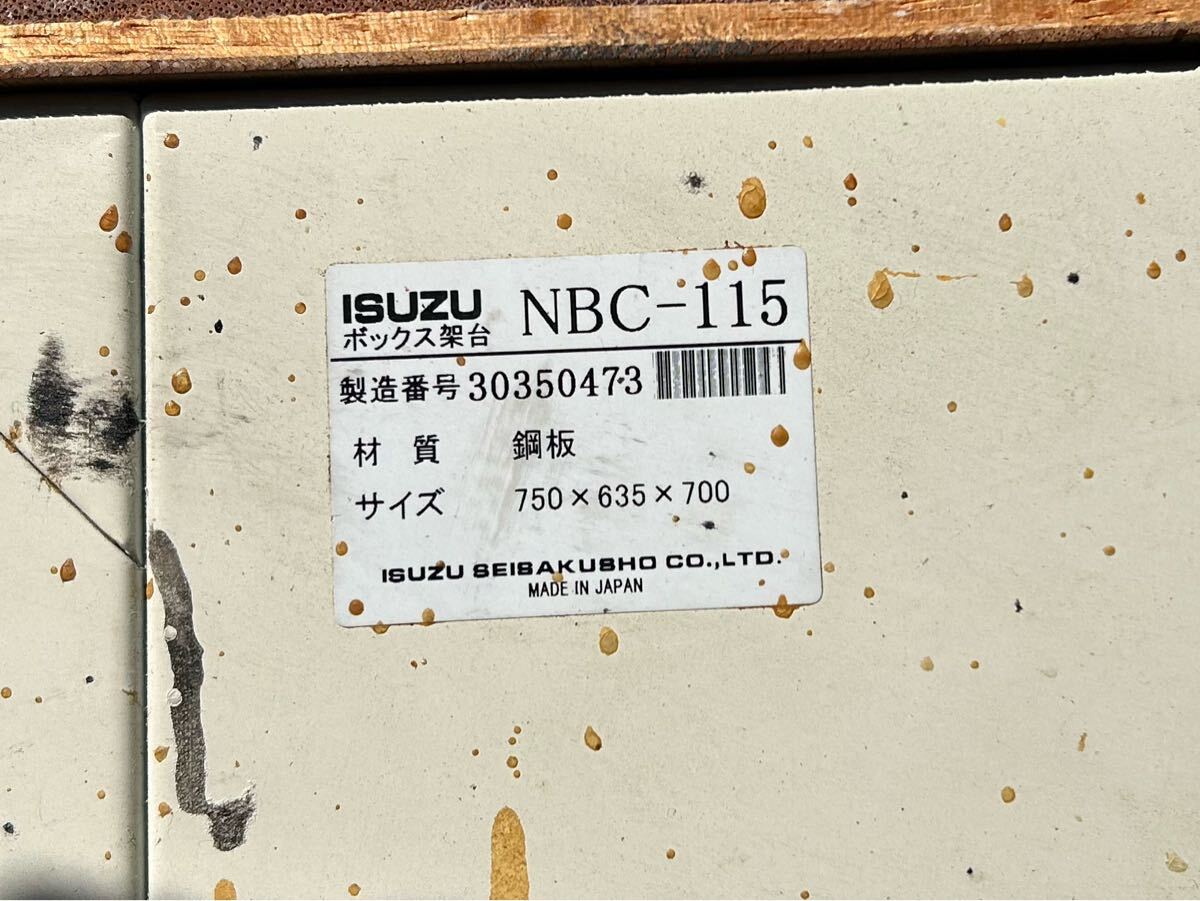 ISUZU NBC-115
ボックス架台
製造番号 30350473
材質 鋼板
サイズ 750×635×700
ISUZU SEISAKUSHO CO.,LTD.
MADE IN JAPAN